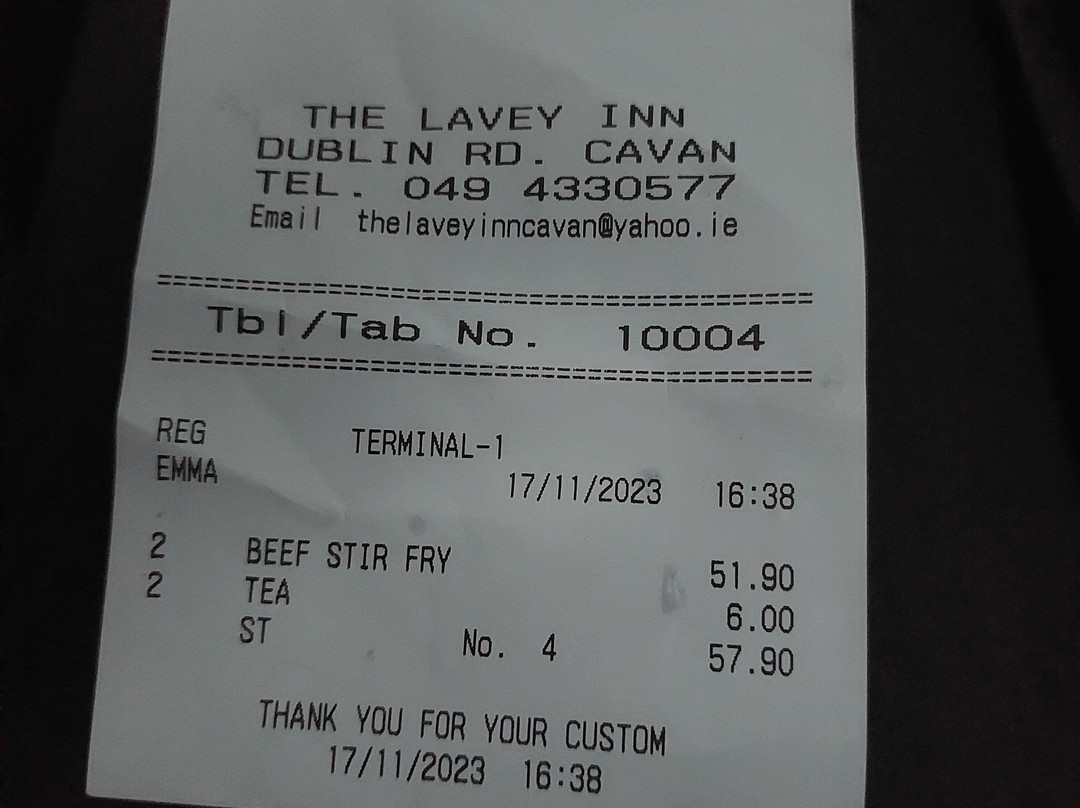 THE LAVEY INN
DUBLIN RD. CAVAN
TEL. 049 4330577
Email thelaveyinncavan@yahoo.ie
==========================================
Tbl/Tab No. 10004
==========================================
REG TERMINAL-1
EMMA 17/11/2023 16:38
2 BEEF STIR FRY 51.90
2 TEA 6.00
ST No. 4 57.90
THANK YOU FOR YOUR CUSTOM
17/11/2023 16:38